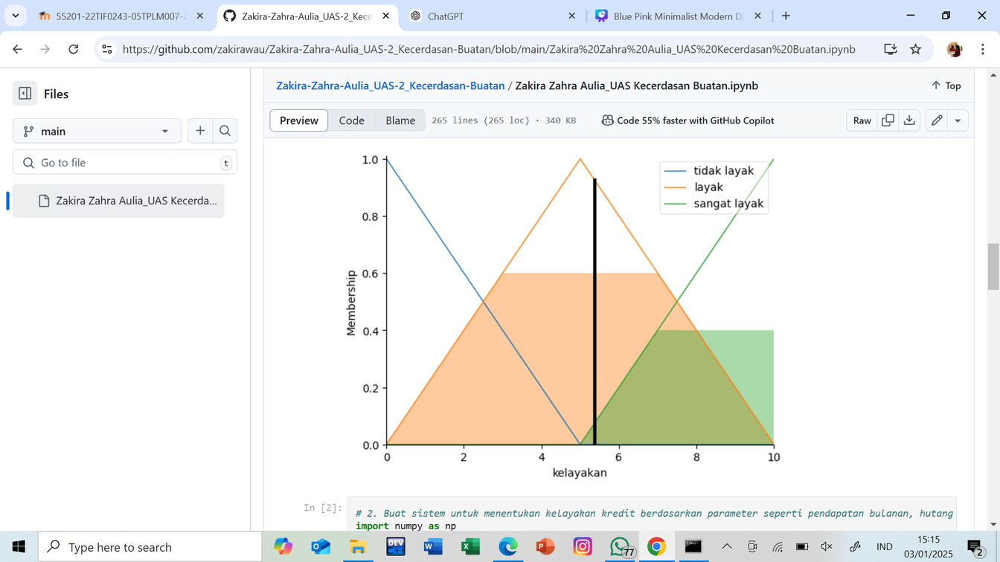 55201-22TIF0243-05TPLM007-2
Zakira-Zahra-Aulia_UAS-2_Kece
ChatGPT
Blue Pink Minimalist Modern Di
https://github.com/zakirawau/Zakira-Zahra-Aulia_UAS-2_Kecerdasan-Buatan/blob/main/Zakira%20Zahra%20Aulia_UAS%20Kecerdasan%20Buatan.ipynb
Files
main
Go to file
t
Zakira Zahra Aulia_UAS Kecerda...
Zakira-Zahra-Aulia_UAS-2_Kecerdasan-Buatan / Zakira Zahra Aulia_UAS Kecerdasan Buatan.ipynb
Top
Preview
Code
Blame
265 lines (265 loc) · 340 KB
Code 55% faster with GitHub Copilot
Raw
1.0
0.8
0.6
0.4
0.2
0.0
Membership
0 2 4 6 8 10
kelayakan
tidak layak
layak
sangat layak
In [2]:
# 2. Buat sistem untuk menentukan kelayakan kredit berdasarkan parameter seperti pendapatan bulanan, hutang
import numpy as np
Type here to search
DEV
77
IND
15:15
03/01/2025
2